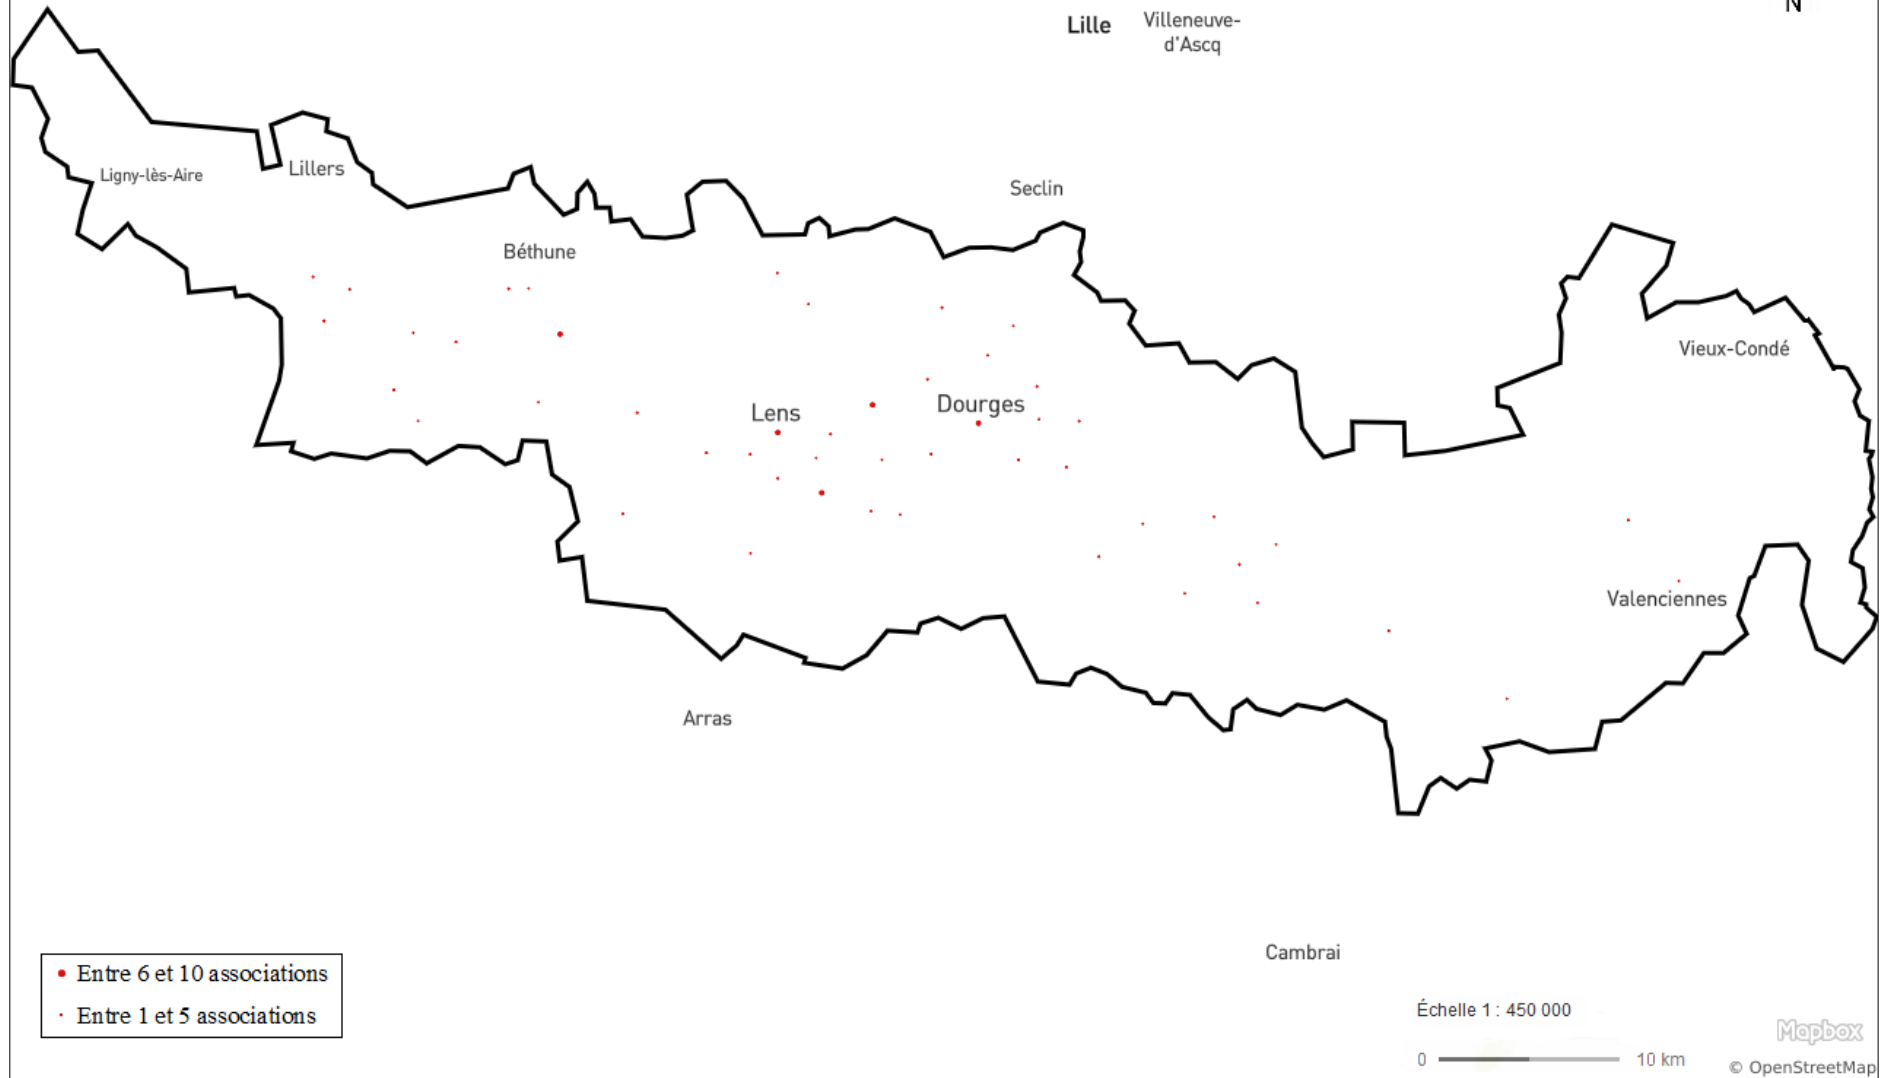 N
Lille
Villeneuve-
d'Ascq
Ligny-lès-Aire
Lillers
Seclin
Béthune
Vieux-Condé
Lens
Dourges
Valenciennes
Arras
Cambrai
Entre 6 et 10 associations
Entre 1 et 5 associations
Échelle 1 : 450 000
0 10 km
Mapbox
© OpenStreetMap